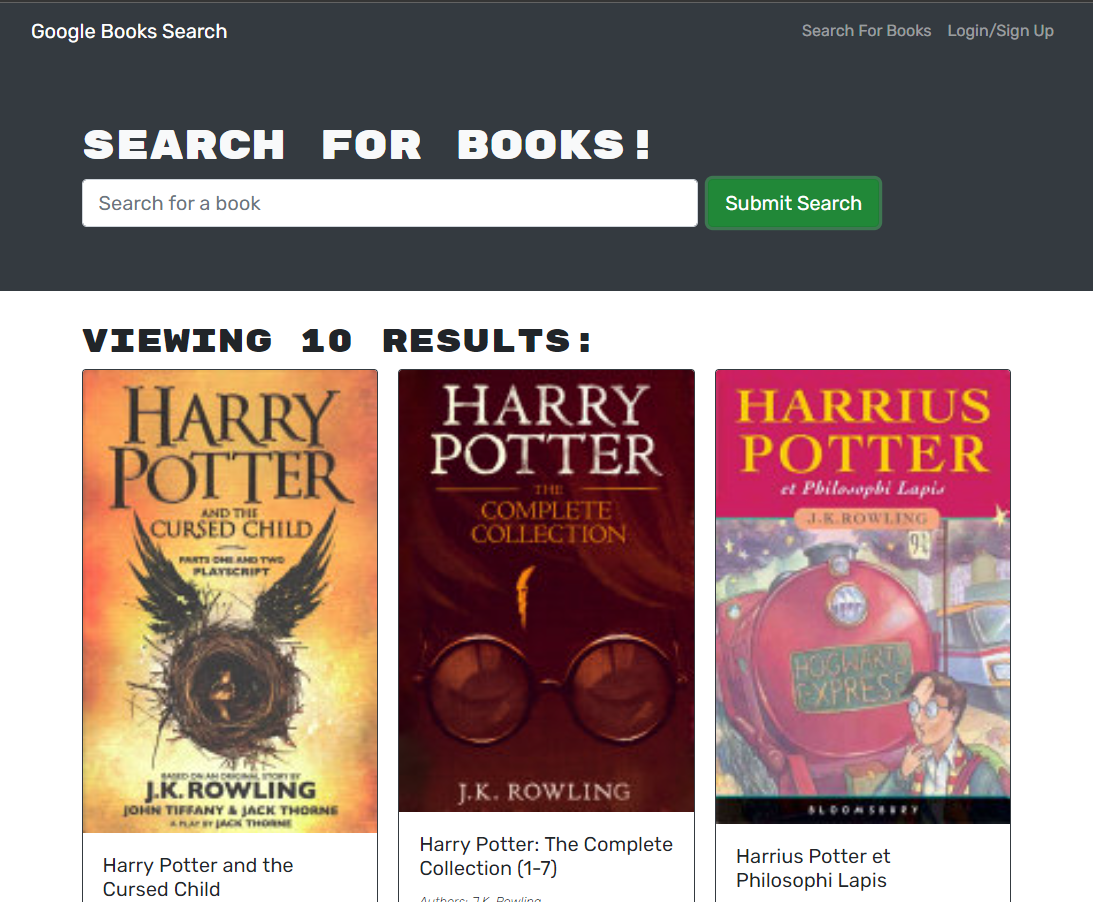 Google Books Search
Search For Books Login/Sign Up
SEARCH FOR BOOKS!
Search for a book
Submit Search
VIEWING 10 RESULTS:
HARRY
POTTER
AND THE
CURSED CHILD
PARTS ONE AND TWO
PLAYSCRIPT
BASED ON AN ORIGINAL STORY BY
J.K. ROWLING
JOHN TIFFANY & JACK THORNE
A PLAY BY JACK THORNE
Harry Potter and the
Cursed Child
HARRY
POTTER
THE
COMPLETE
COLLECTION
J.K. ROWLING
Harry Potter: The Complete
Collection (1-7)
Authors: J.K. Rowling
HARRIUS
POTTER
et Philosophi Lapis
J.K.ROWLING
9¾
HOGWARTS
EXPRESS
BLOOMSBURY
Harrius Potter et
Philosophi Lapis